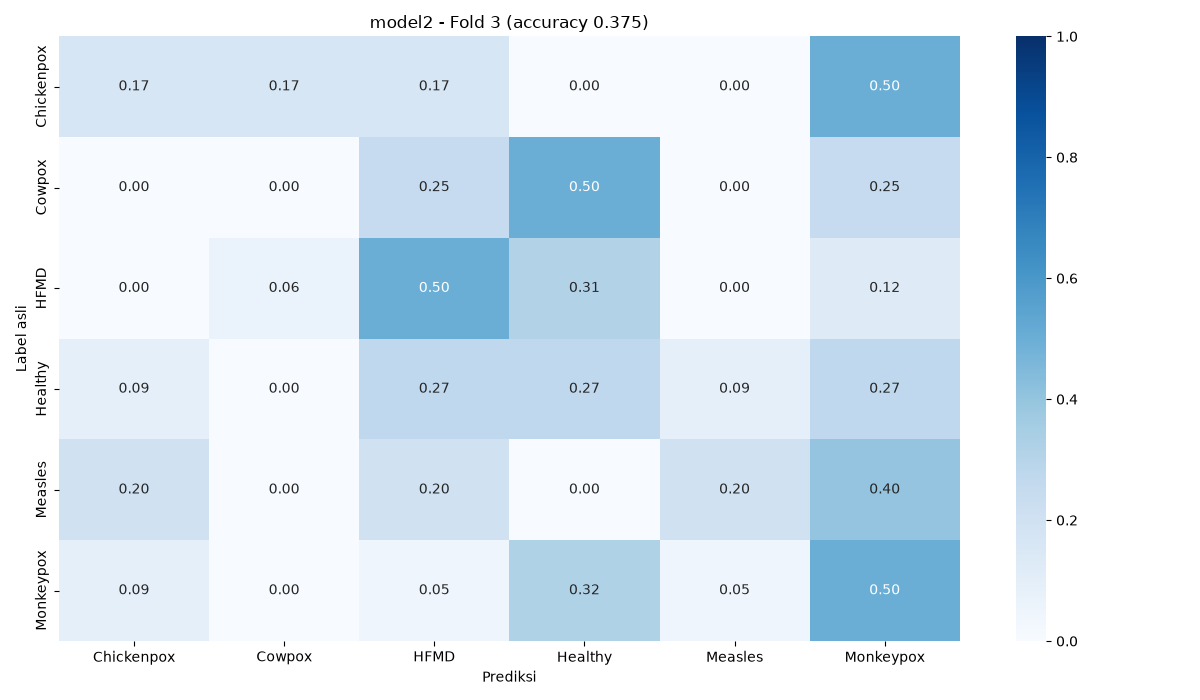 model2 - Fold 3 (accuracy 0.375)
Label asli
Chickenpox 0.17 0.17 0.17 0.00 0.00 0.50
Cowpox 0.00 0.00 0.25 0.50 0.00 0.25
HFMD 0.00 0.06 0.50 0.31 0.00 0.12
Healthy 0.09 0.00 0.27 0.27 0.09 0.27
Measles 0.20 0.00 0.20 0.00 0.20 0.40
Monkeypox 0.09 0.00 0.05 0.32 0.05 0.50
Chickenpox Cowpox HFMD Healthy Measles Monkeypox
Prediksi
1.0
0.8
0.6
0.4
0.2
0.0